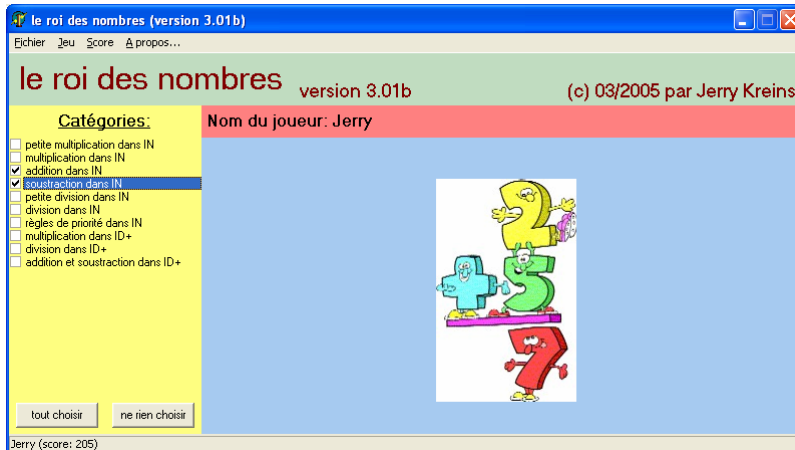 le roi des nombres (version 3.01b)
Fichier Jeu Score A propos...
le roi des nombres version 3.01b (c) 03/2005 par Jerry Kreins
Catégories:
Nom du joueur: Jerry
petite multiplication dans IN
multiplication dans IN
addition dans IN
soustraction dans IN
petite division dans IN
division dans IN
règles de priorité dans IN
multiplication dans ID+
division dans ID+
addition et soustraction dans ID+
2
+ 5
7
tout choisir ne rien choisir
Jerry (score: 205)